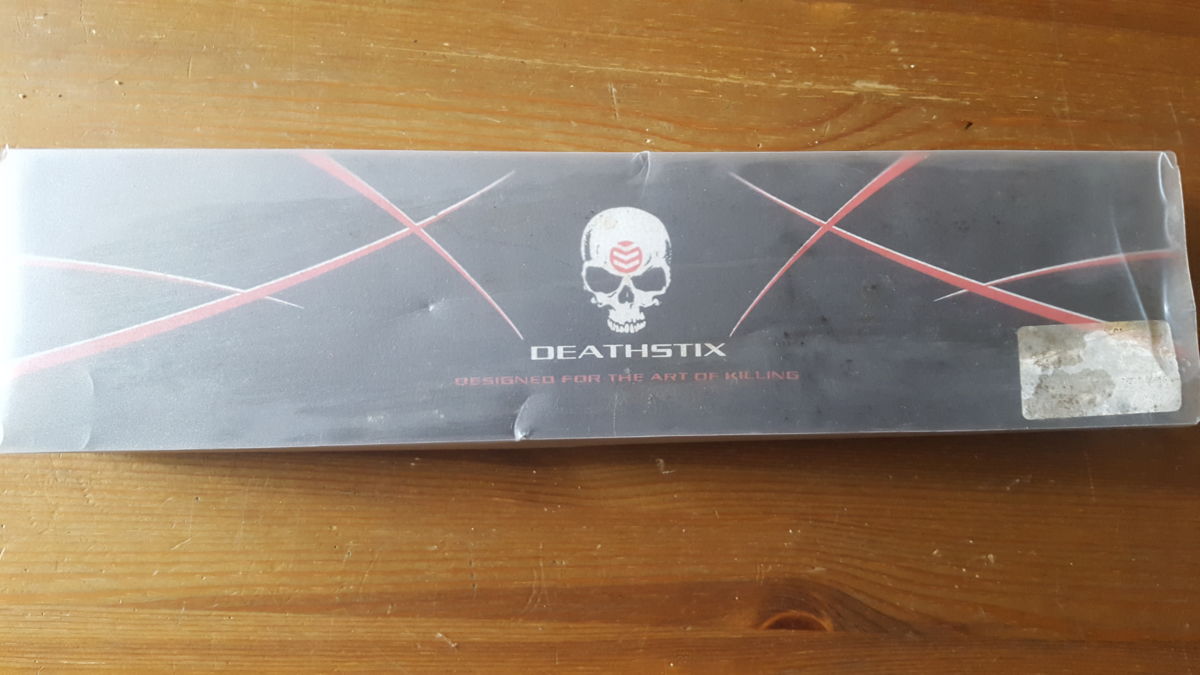 DEATHSTIX
DESIGNED FOR THE ART OF KILLING